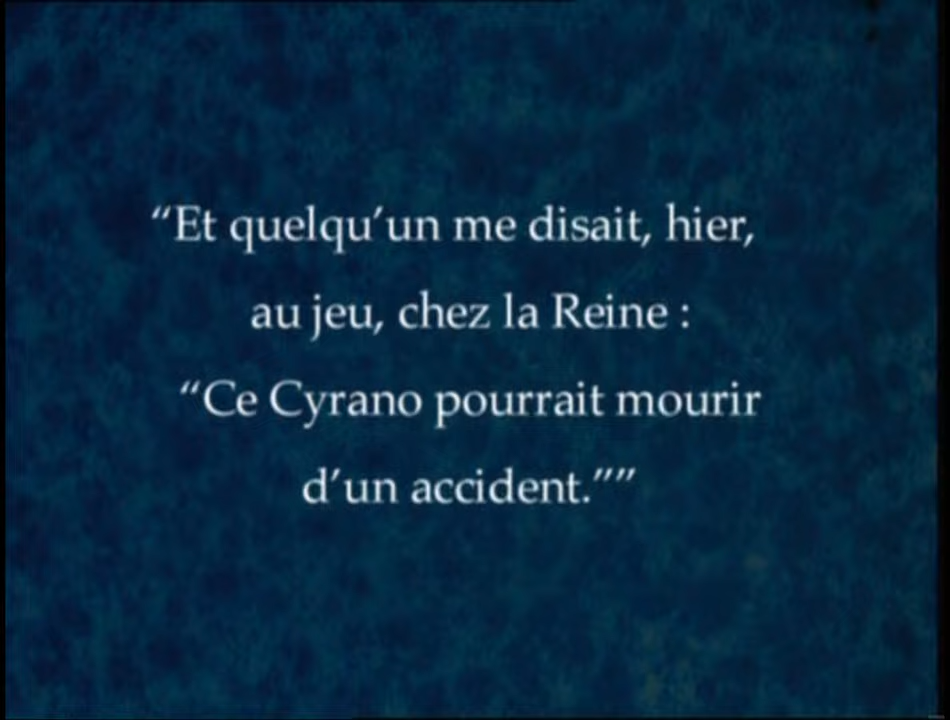 “Et quelqu’un me disait, hier,
au jeu, chez la Reine :
“Ce Cyrano pourrait mourir
d’un accident.””